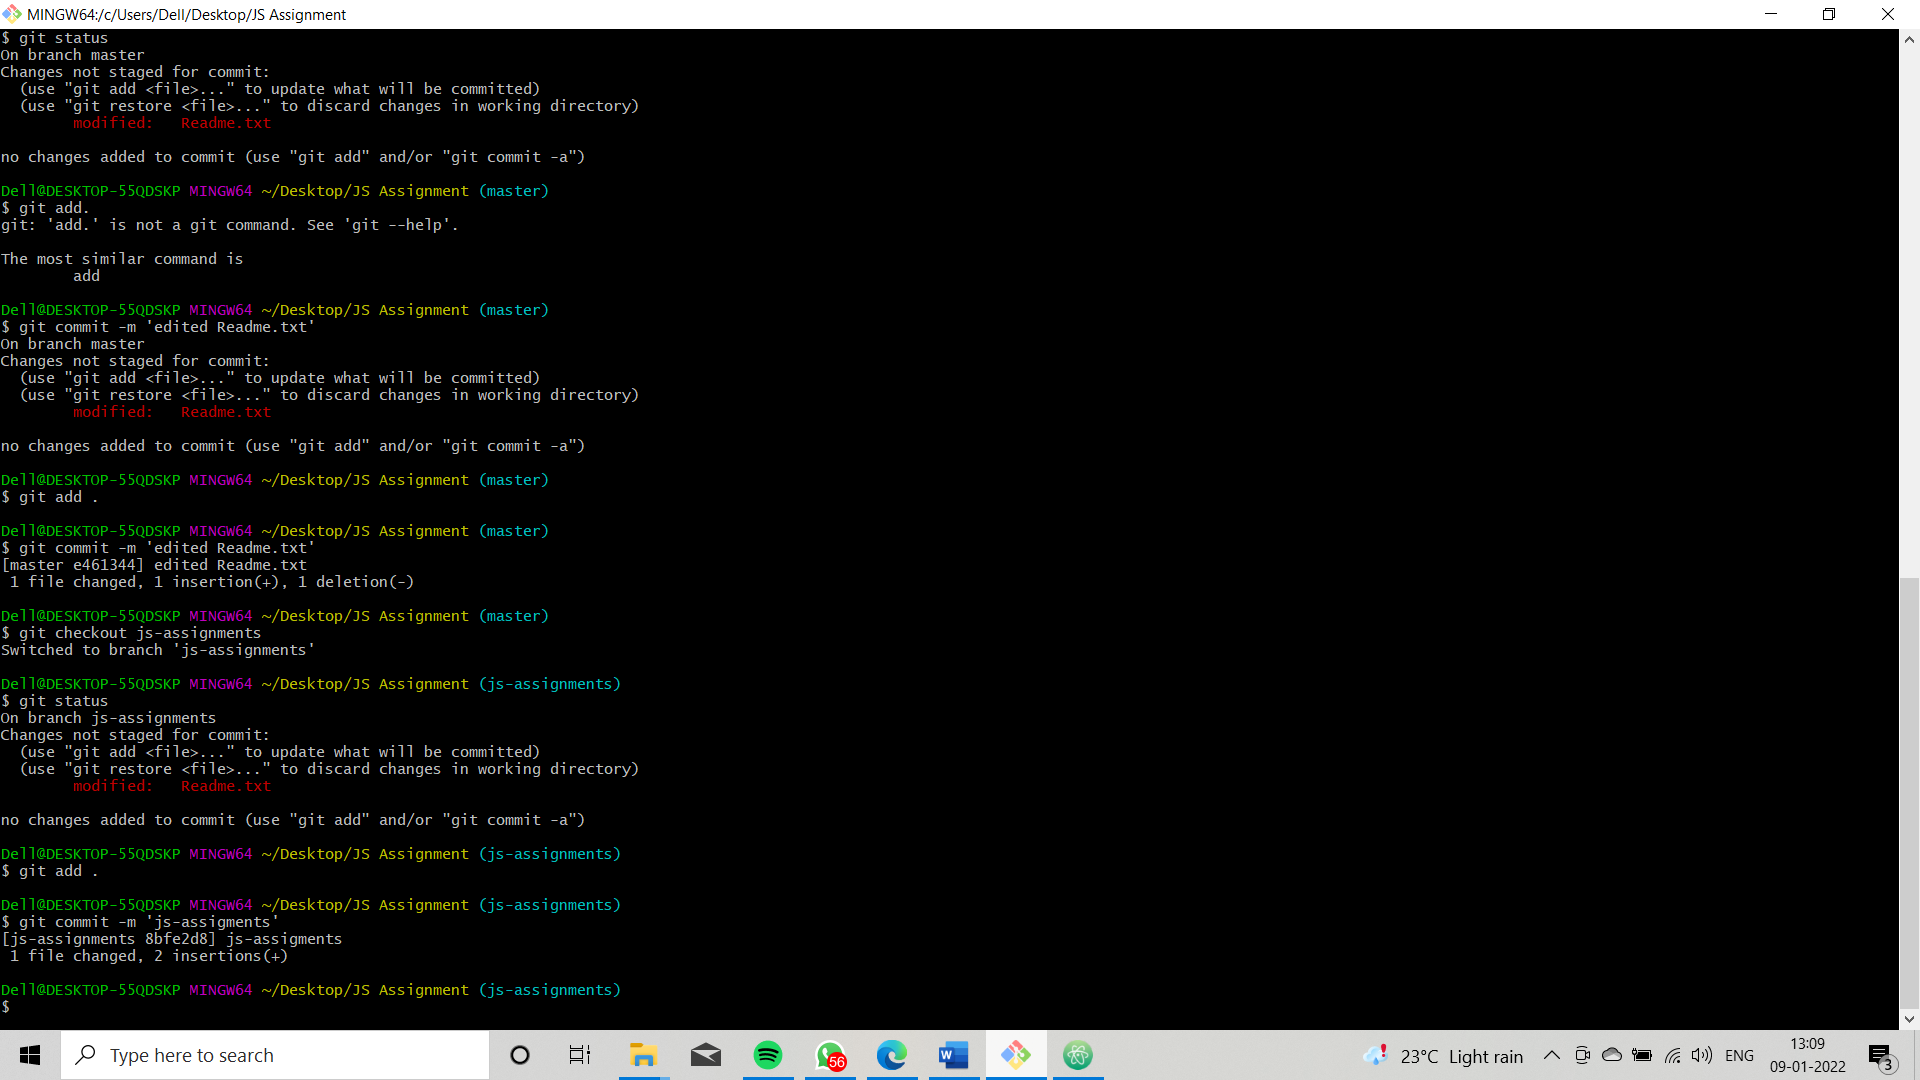 MINGW64:/c/Users/Dell/Desktop/JS Assignment
$ git status
On branch master
Changes not staged for commit:
  (use "git add <file>..." to update what will be committed)
  (use "git restore <file>..." to discard changes in working directory)
        modified:   Readme.txt
no changes added to commit (use "git add" and/or "git commit -a")
Dell@DESKTOP-55QDSKP MINGW64 ~/Desktop/JS Assignment (master)
$ git add.
git: 'add.' is not a git command. See 'git --help'.
The most similar command is
        add
Dell@DESKTOP-55QDSKP MINGW64 ~/Desktop/JS Assignment (master)
$ git commit -m 'edited Readme.txt'
On branch master
Changes not staged for commit:
  (use "git add <file>..." to update what will be committed)
  (use "git restore <file>..." to discard changes in working directory)
        modified:   Readme.txt
no changes added to commit (use "git add" and/or "git commit -a")
Dell@DESKTOP-55QDSKP MINGW64 ~/Desktop/JS Assignment (master)
$ git add .
Dell@DESKTOP-55QDSKP MINGW64 ~/Desktop/JS Assignment (master)
$ git commit -m 'edited Readme.txt'
[master e461344] edited Readme.txt
 1 file changed, 1 insertion(+), 1 deletion(-)
Dell@DESKTOP-55QDSKP MINGW64 ~/Desktop/JS Assignment (master)
$ git checkout js-assignments
Switched to branch 'js-assignments'
Dell@DESKTOP-55QDSKP MINGW64 ~/Desktop/JS Assignment (js-assignments)
$ git status
On branch js-assignments
Changes not staged for commit:
  (use "git add <file>..." to update what will be committed)
  (use "git restore <file>..." to discard changes in working directory)
        modified:   Readme.txt
no changes added to commit (use "git add" and/or "git commit -a")
Dell@DESKTOP-55QDSKP MINGW64 ~/Desktop/JS Assignment (js-assignments)
$ git add .
Dell@DESKTOP-55QDSKP MINGW64 ~/Desktop/JS Assignment (js-assignments)
$ git commit -m 'js-assigments'
[js-assignments 8bfe2d8] js-assigments
 1 file changed, 2 insertions(+)
Dell@DESKTOP-55QDSKP MINGW64 ~/Desktop/JS Assignment (js-assignments)
$
Type here to search
56
W
23°C Light rain
ENG
13:09
09-01-2022
3